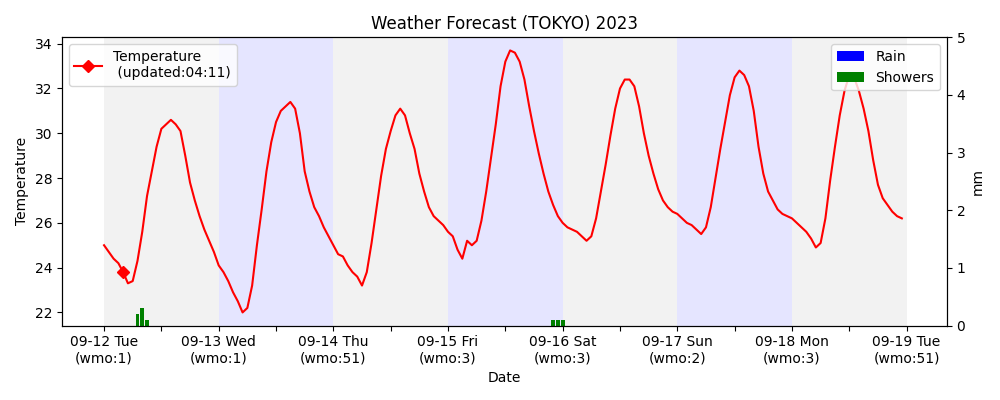 Weather Forecast (TOKYO) 2023
Temperature
(updated:04:11)
Rain
Showers
Temperature
34
32
30
28
26
24
22
5
4
3
2
1
0
mm
09-12 Tue
(wmo:1)
09-13 Wed
(wmo:1)
09-14 Thu
(wmo:51)
09-15 Fri
(wmo:3)
09-16 Sat
(wmo:3)
09-17 Sun
(wmo:2)
09-18 Mon
(wmo:3)
09-19 Tue
(wmo:51)
Date